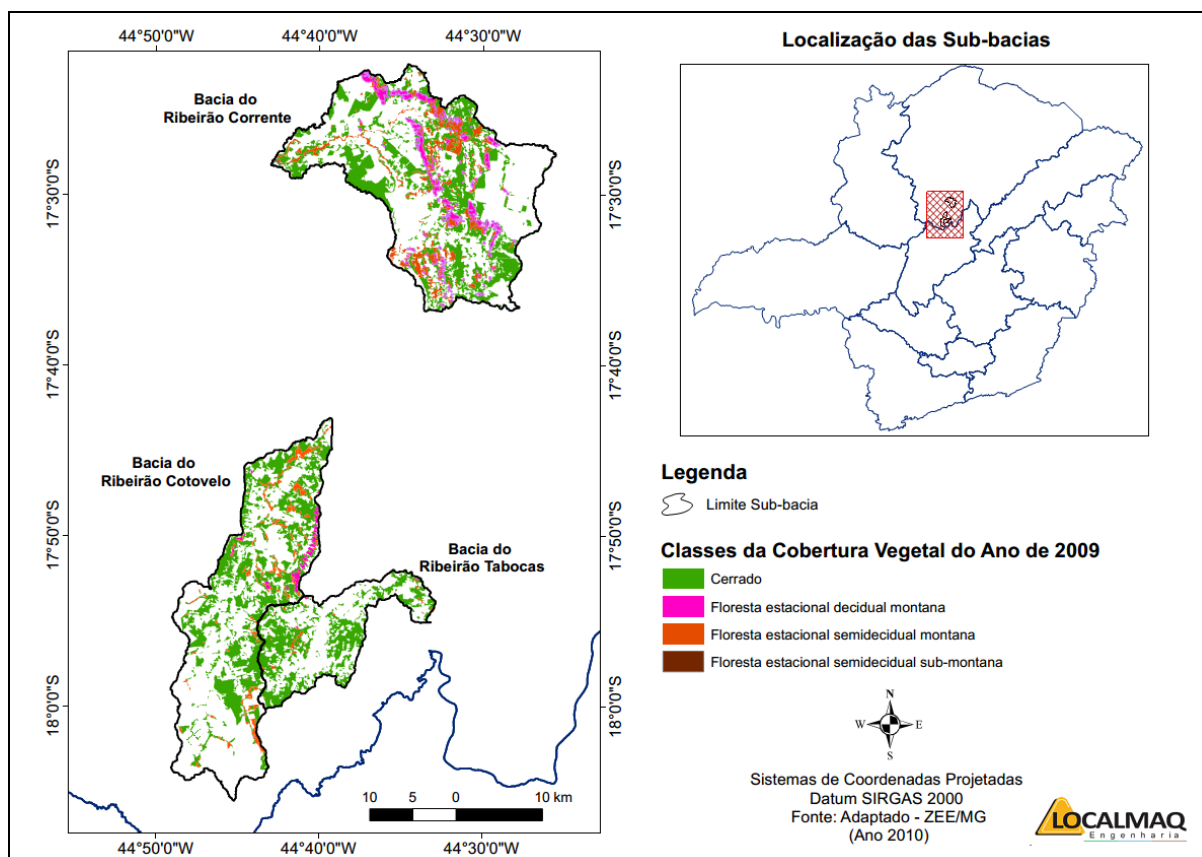 44°50'0"W
44°40'0"W
44°30'0"W
Localização das Sub-bacias
Bacia do
Ribeirão Corrente
17°30'0"S
17°30'0"S
17°40'0"S
17°40'0"S
Bacia do
Ribeirão Cotovelo
17°50'0"S
17°50'0"S
Bacia do
Ribeirão Tabocas
18°0'0"S
18°0'0"S
10 5 0 10 km
44°50'0"W
44°40'0"W
44°30'0"W
Legenda
Limite Sub-bacia
Classes da Cobertura Vegetal do Ano de 2009
Cerrado
Floresta estacional decidual montana
Floresta estacional semidecidual montana
Floresta estacional semidecidual sub-montana
N
W E
S
Sistemas de Coordenadas Projetadas
Datum SIRGAS 2000
Fonte: Adaptado - ZEE/MG
(Ano 2010)
LOCALMAQ
Engenharia